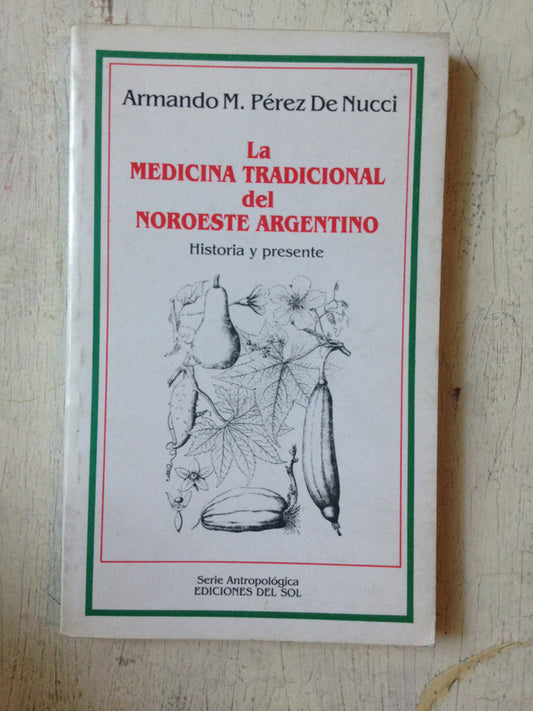 Armando M. Pérez De Nucci
La
MEDICINA TRADICIONAL
del
NOROESTE ARGENTINO
Historia y presente
Serie Antropológica
EDICIONES DEL SOL